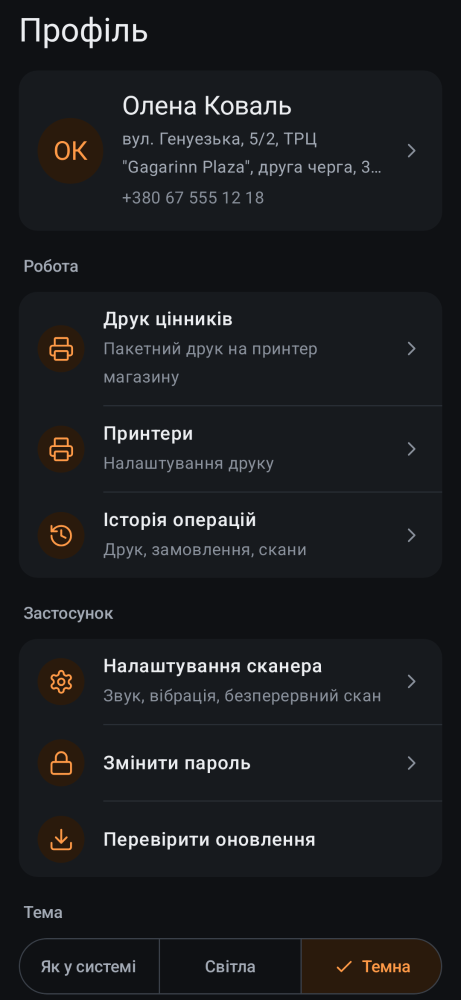 Профіль
Олена Коваль
ОК
вул. Генуезька, 5/2, ТРЦ
"Gagarinn Plaza", друга черга, 3...
+380 67 555 12 18
Робота
Друк цінників
Пакетний друк на принтер
магазину
Принтери
Налаштування друку
Історія операцій
Друк, замовлення, скани
Застосунок
Налаштування сканера
Звук, вібрація, безперервний скан
Змінити пароль
Перевірити оновлення
Тема
Як у системі
Світла
Темна